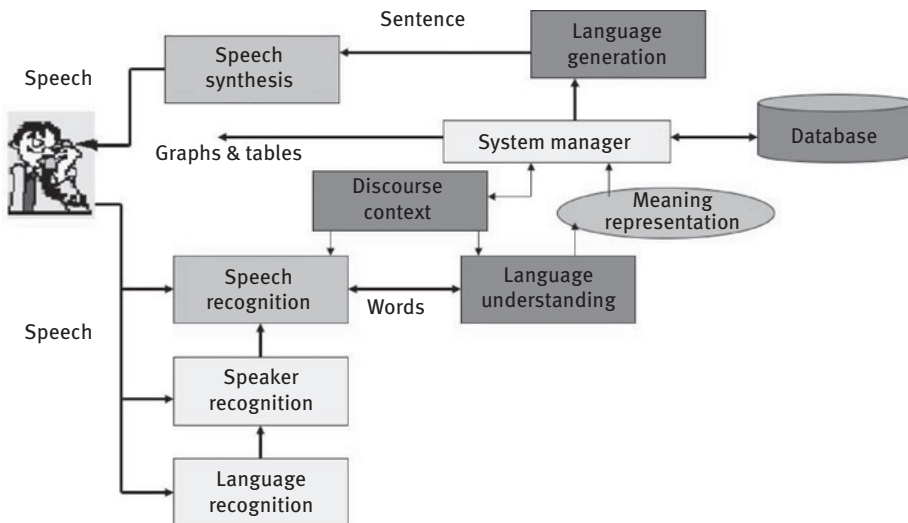 Sentence
Language
generation
Speech
synthesis
Speech
System manager
Database
Graphs & tables
Discourse
context
Meaning
representation
Speech
recognition
Words
Language
understanding
Speech
Speaker
recognition
Language
recognition